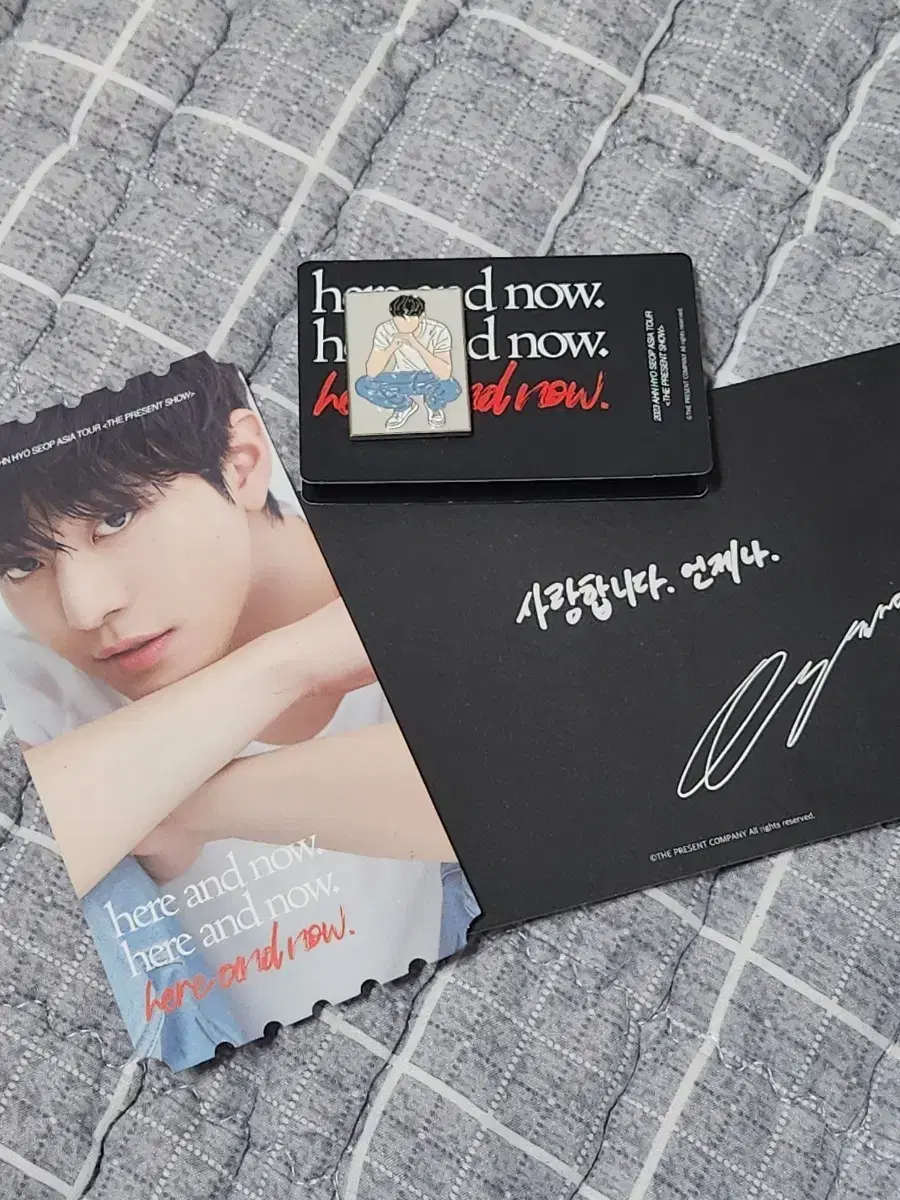 here and now.
here and now.
here and now.
2023 AHN HYO SEOP ASIA TOUR
<THE PRESENT SHOW>
©THE PRESENT COMPANY All rights reserved.
AHN HYO SEOP ASIA TOUR <THE PRESENT SHOW>
사랑합니다. 언제나.
©THE PRESENT COMPANY All rights reserved.
here and now.
here and now.
here and now.